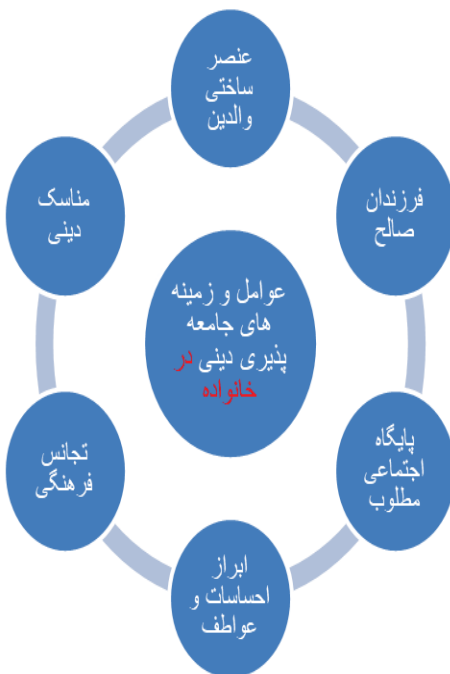 عنصر
ساختی
والدین
فرزندان
صالح
پایگاه
اجتماعی
مطلوب
ابراز
احساسات و
عواطف
تجانس
فرهنگی
مناسک
دینی
عوامل و زمینه
های جامعه
پذیری دینی در
خانواده